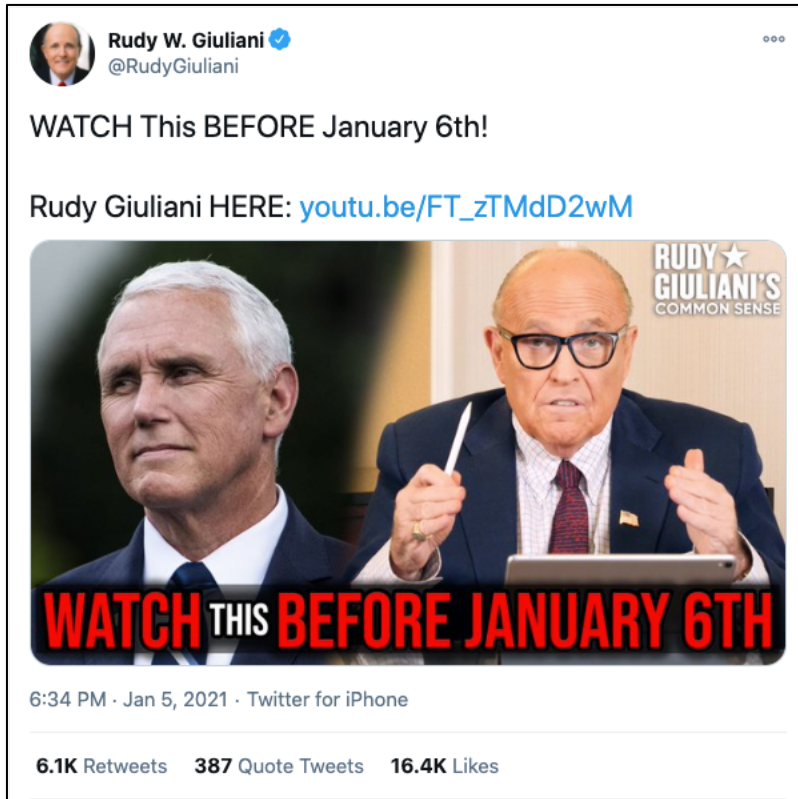 Rudy W. Giuliani
@RudyGiuliani
WATCH This BEFORE January 6th!
Rudy Giuliani HERE: youtu.be/FT_zTMdD2wM
RUDY★
GIULIANI'S
COMMON SENSE
WATCH THIS BEFORE JANUARY 6TH
6:34 PM · Jan 5, 2021 · Twitter for iPhone
6.1K Retweets 387 Quote Tweets 16.4K Likes